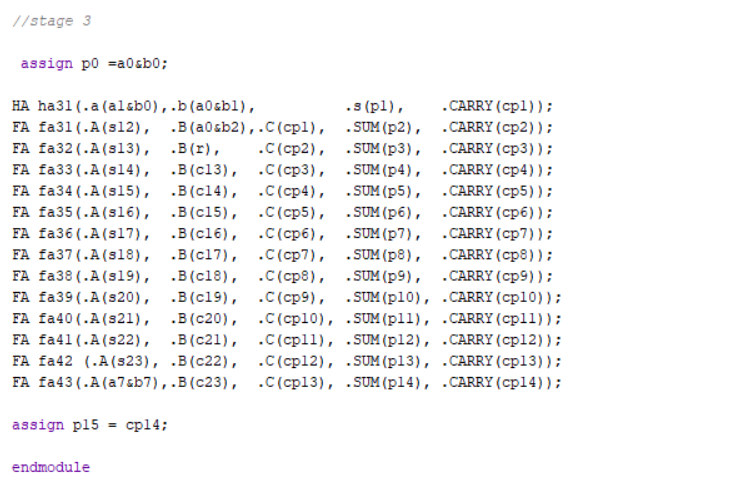 //stage 3
assign p0 =a0&b0;
HA ha31(.a(a1&b0),.b(a0&b1), .s(p1), .CARRY(cp1));
FA fa31(.A(s12), .B(a0&b2),.C(cp1), .SUM(p2), .CARRY(cp2));
FA fa32(.A(s13), .B(r), .C(cp2), .SUM(p3), .CARRY(cp3));
FA fa33(.A(s14), .B(c13), .C(cp3), .SUM(p4), .CARRY(cp4));
FA fa34(.A(s15), .B(c14), .C(cp4), .SUM(p5), .CARRY(cp5));
FA fa35(.A(s16), .B(c15), .C(cp5), .SUM(p6), .CARRY(cp6));
FA fa36(.A(s17), .B(c16), .C(cp6), .SUM(p7), .CARRY(cp7));
FA fa37(.A(s18), .B(c17), .C(cp7), .SUM(p8), .CARRY(cp8));
FA fa38(.A(s19), .B(c18), .C(cp8), .SUM(p9), .CARRY(cp9));
FA fa39(.A(s20), .B(c19), .C(cp9), .SUM(p10), .CARRY(cp10));
FA fa40(.A(s21), .B(c20), .C(cp10), .SUM(p11), .CARRY(cp11));
FA fa41(.A(s22), .B(c21), .C(cp11), .SUM(p12), .CARRY(cp12));
FA fa42 (.A(s23), .B(c22), .C(cp12), .SUM(p13), .CARRY(cp13));
FA fa43(.A(a7&b7),.B(c23), .C(cp13), .SUM(p14), .CARRY(cp14));
assign p15 = cp14;
endmodule